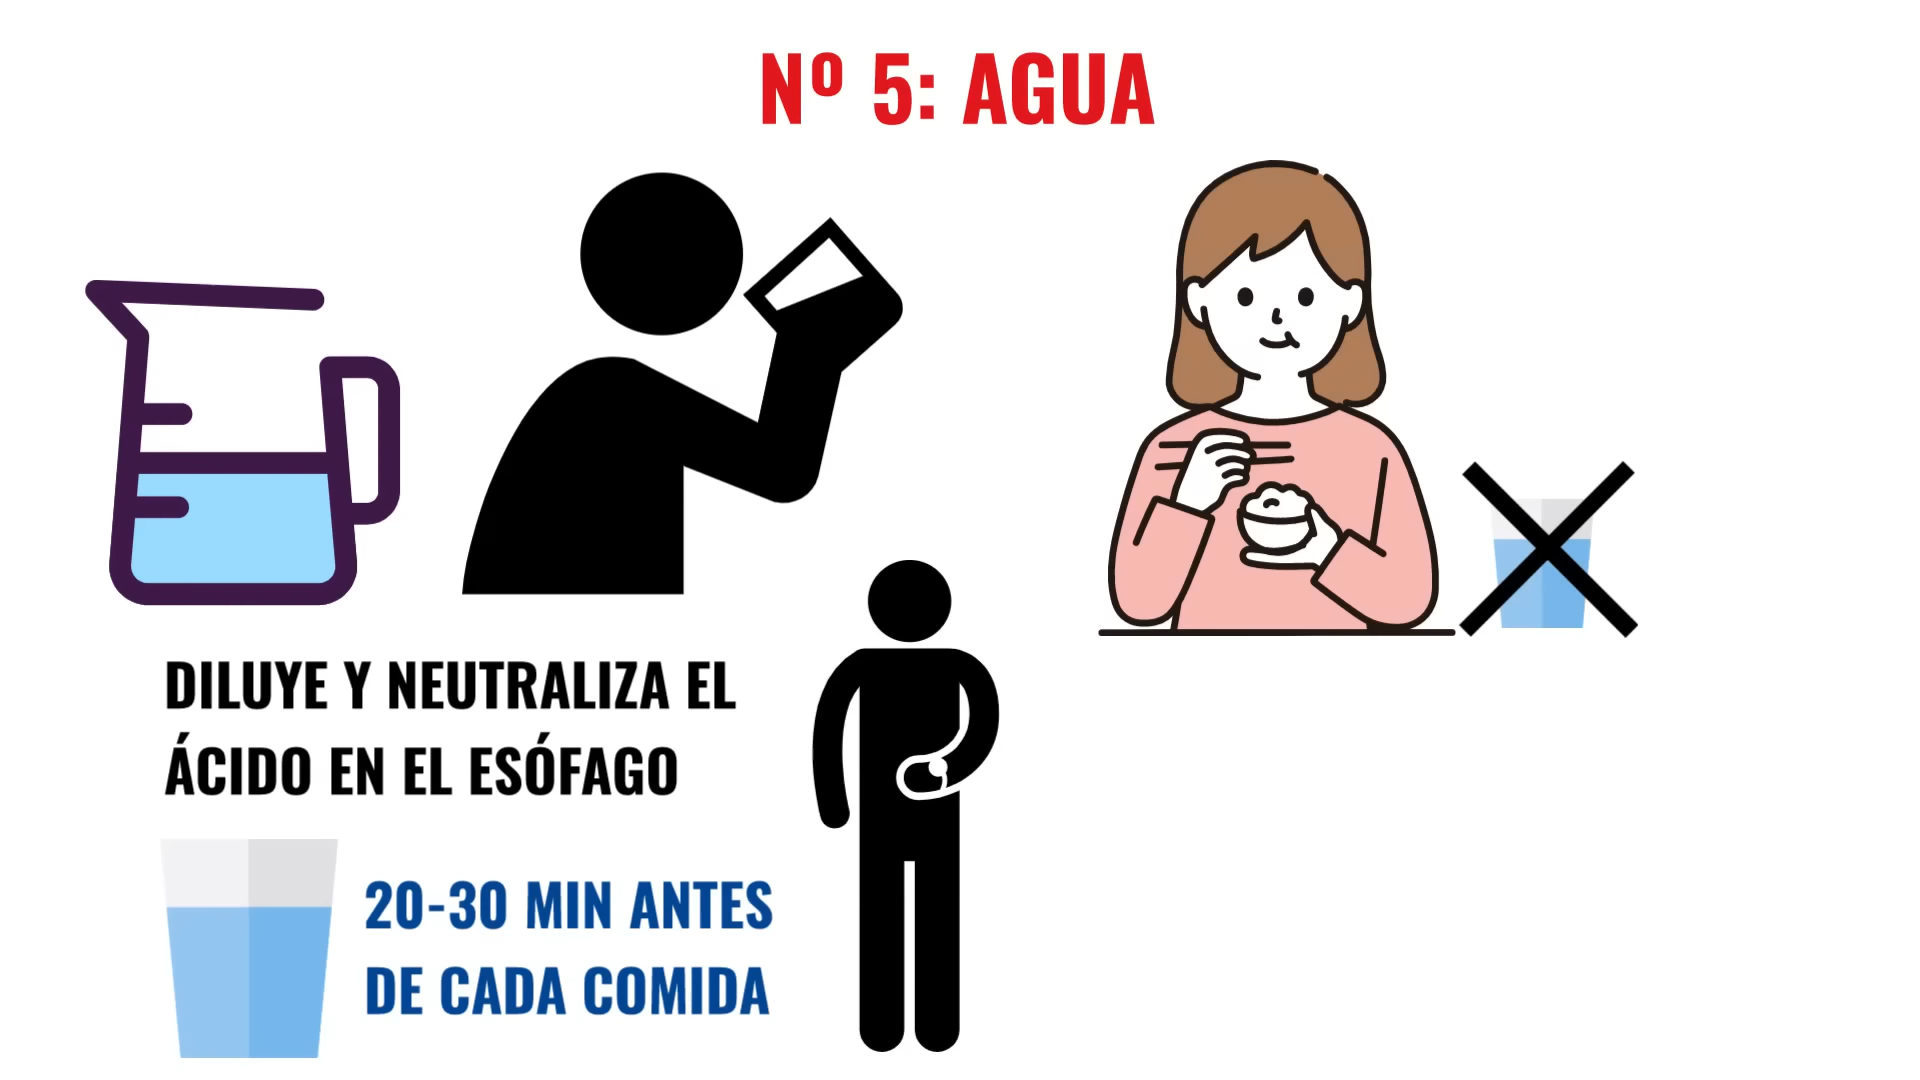 Nº 5: AGUA
DILUYE Y NEUTRALIZA EL
ÁCIDO EN EL ESÓFAGO
20-30 MIN ANTES
DE CADA COMIDA